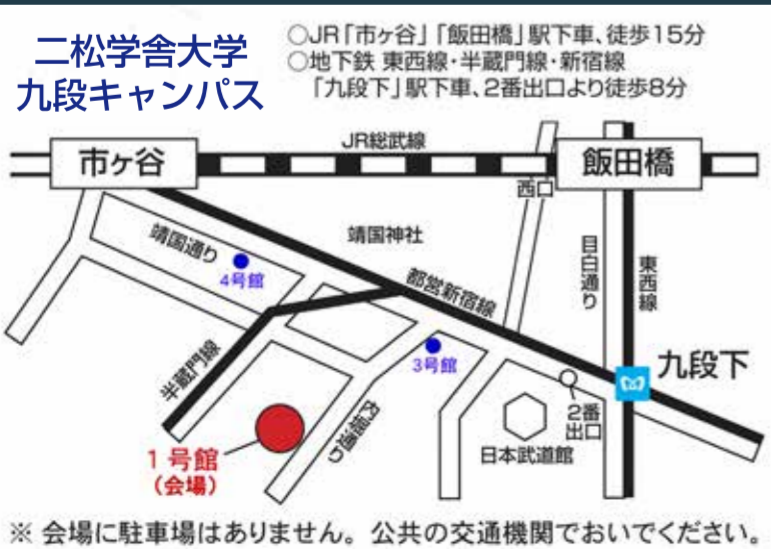 二松学舎大学
九段キャンパス
○JR「市ヶ谷」「飯田橋」駅下車、徒歩15分
○地下鉄 東西線・半蔵門線・新宿線
「九段下」駅下車、2番出口より徒歩8分
JR総武線
市ヶ谷
飯田橋
西口
靖国通り
靖国神社
4号館
都営新宿線
目白通り
東西線
半蔵門線
3号館
九段下
2番
出口
内堀通り
日本武道館
1号館
(会場)
※ 会場に駐車場はありません。公共の交通機関でおいでください。